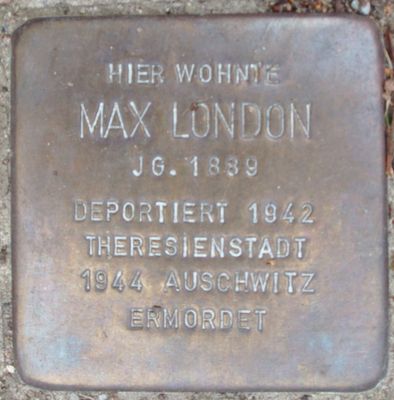 HIER WOHNTE
MAX LONDON
JG. 1889
DEPORTIERT 1942
THERESIENSTADT
1944 AUSCHWITZ
ERMORDET